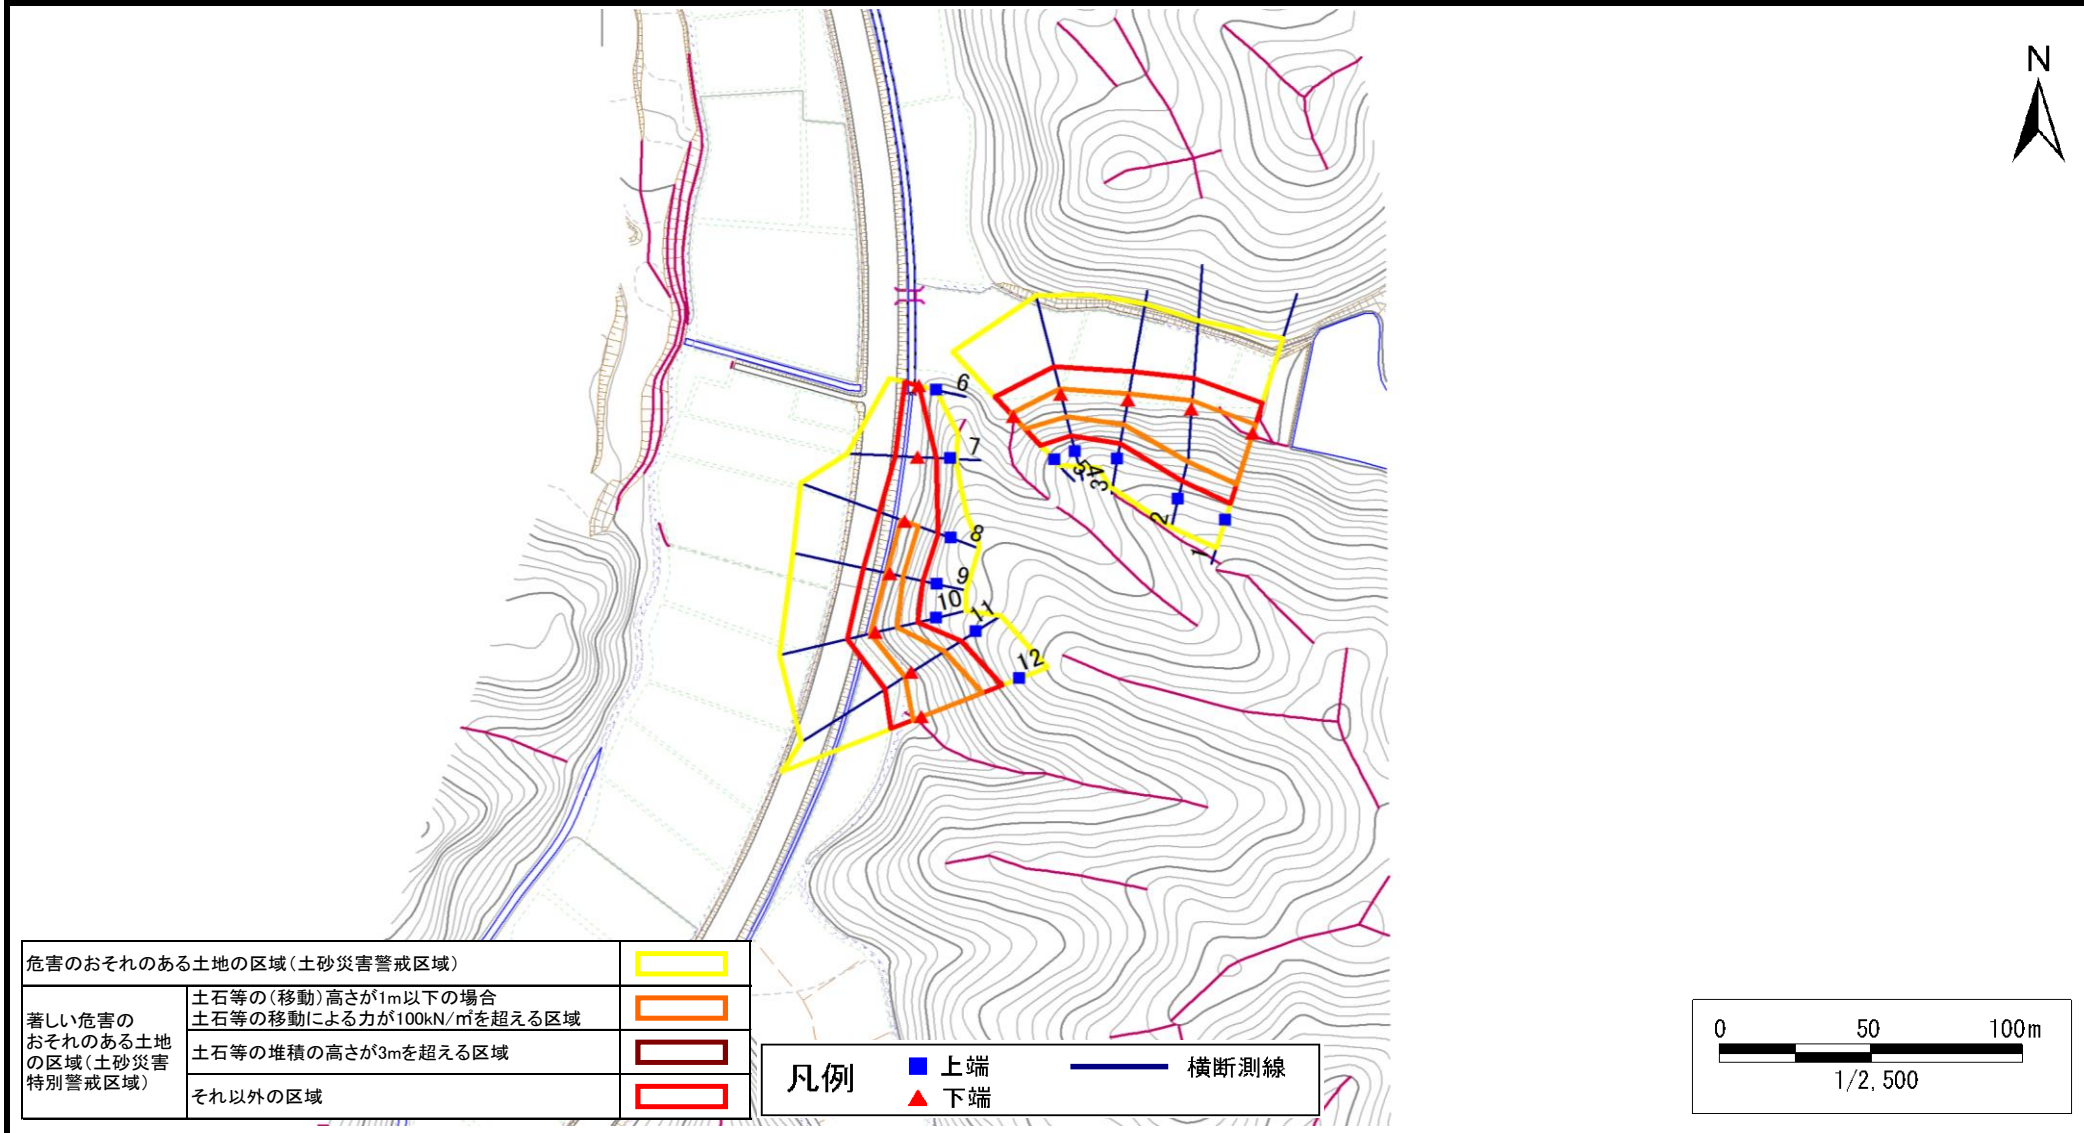 N
6
7
8
9
10
11
12
5
4
3
2
1
危害のおそれのある土地の区域(土砂災害警戒区域)
著しい危害の
おそれのある土地
の区域(土砂災害
特別警戒区域)
土石等の(移動)高さが1m以下の場合
土石等の移動による力が100kN/㎡を超える区域
土石等の堆積の高さが3mを超える区域
それ以外の区域
凡例
上端
下端
横断測線
0 50 100m
1/2,500